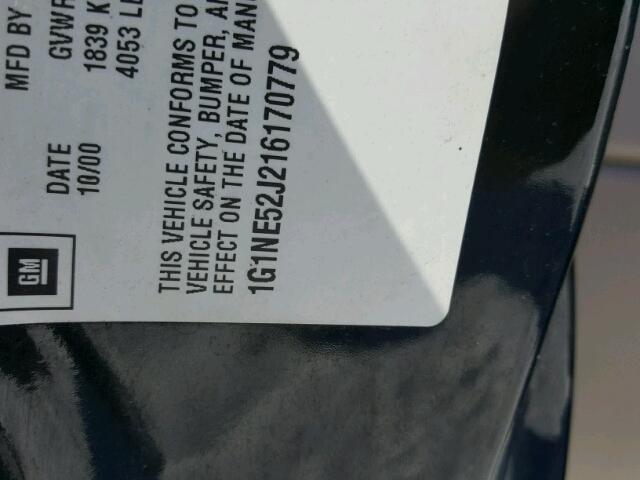 MFD BY
GVWR
1839 K
4053 LB
DATE
10/00
GM
THIS VEHICLE CONFORMS TO
VEHICLE SAFETY, BUMPER, AN
EFFECT ON THE DATE OF MANU
1G1NE52J216170779